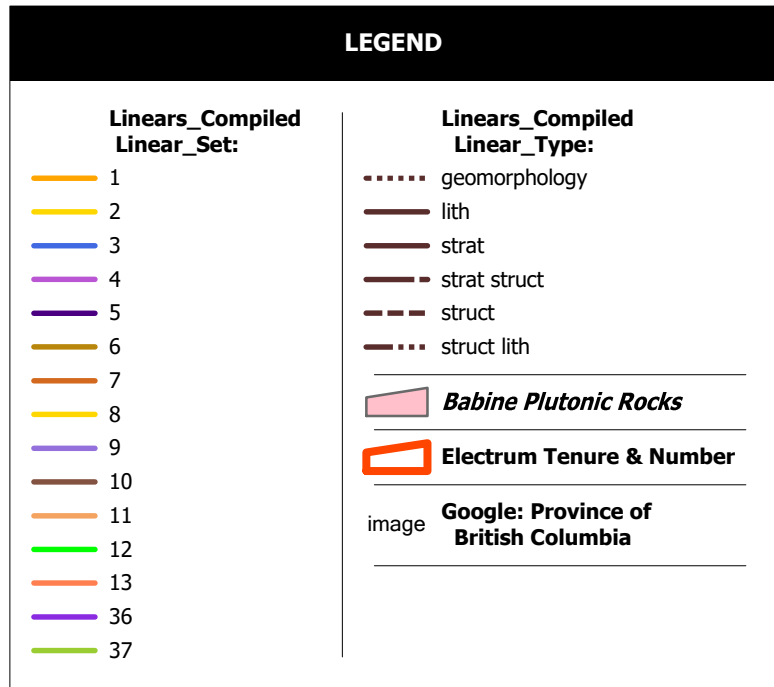 LEGEND
Linears_Compiled
Linear_Set:
1
2
3
4
5
6
7
8
9
10
11
12
13
36
37
Linears_Compiled
Linear_Type:
geomorphology
lith
strat
strat struct
struct
struct lith
Babine Plutonic Rocks
Electrum Tenure & Number
image
Google: Province of
British Columbia